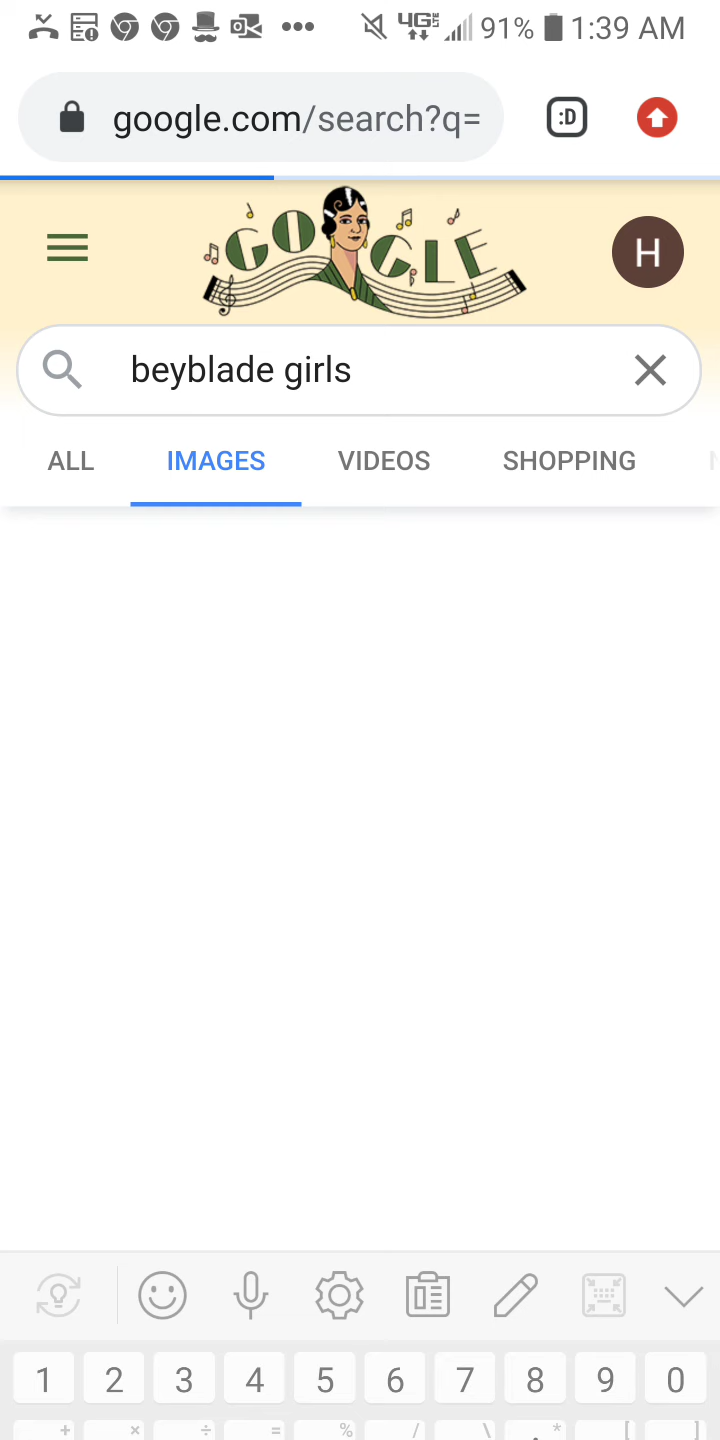 4GE 91% 1:39 AM
google.com/search?q= :D
GOOGLE H
beyblade girls
ALL IMAGES VIDEOS SHOPPING
1 2 3 4 5 6 7 8 9 0
+ × ÷ = % / \ * [ ]